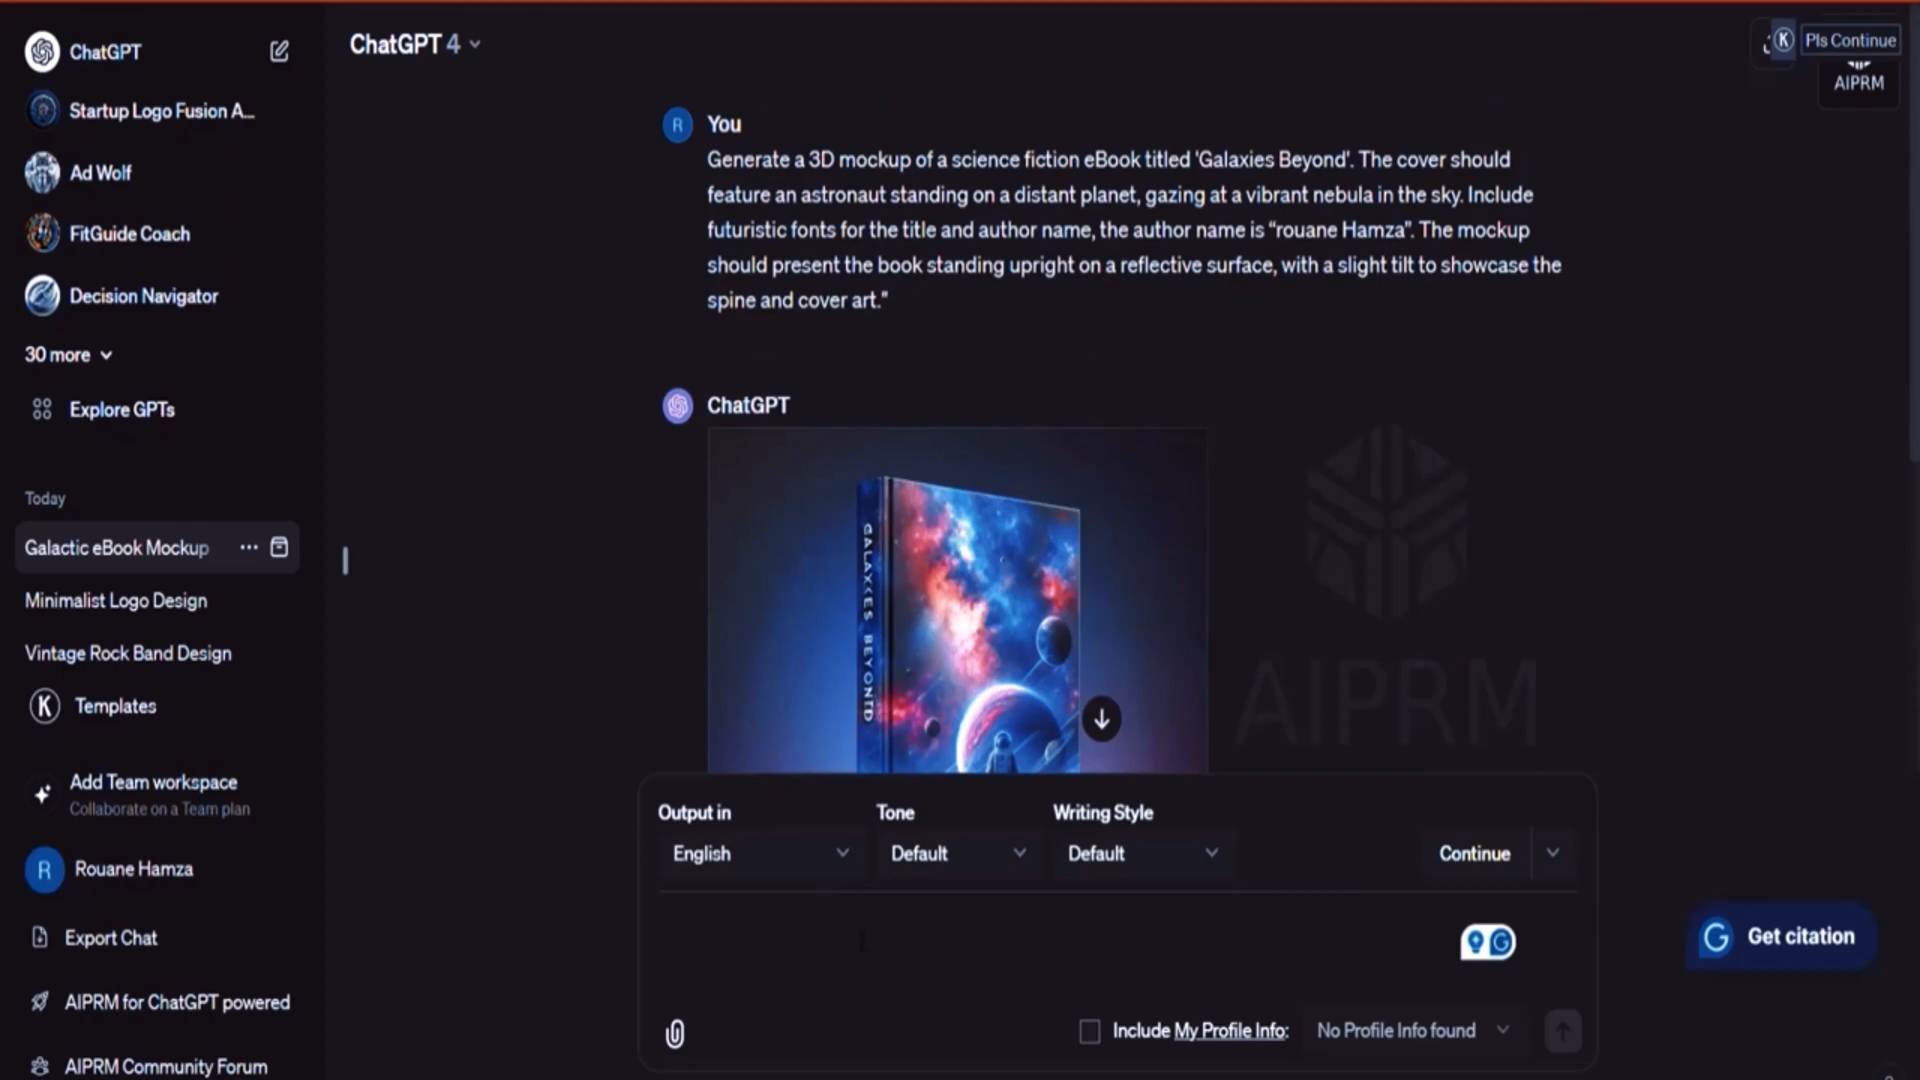 ChatGPT
Startup Logo Fusion A...
Ad Wolf
FitGuide Coach
Decision Navigator
30 more
Explore GPTs
Today
Galactic eBook Mockup
Minimalist Logo Design
Vintage Rock Band Design
K
Templates
Add Team workspace
Collaborate on a Team plan
R
Rouane Hamza
Export Chat
AIPRM for ChatGPT powered
AIPRM Community Forum
ChatGPT 4
K
Pls Continue
AIPRM
R
You
Generate a 3D mockup of a science fiction eBook titled 'Galaxies Beyond'. The cover should
feature an astronaut standing on a distant planet, gazing at a vibrant nebula in the sky. Include
futuristic fonts for the title and author name, the author name is “rouane Hamza”. The mockup
should present the book standing upright on a reflective surface, with a slight tilt to showcase the
spine and cover art."
ChatGPT
AIPRM
Output in
Tone
Writing Style
English
Default
Default
Continue
G
Get citation
Include My Profile Info:
No Profile Info found